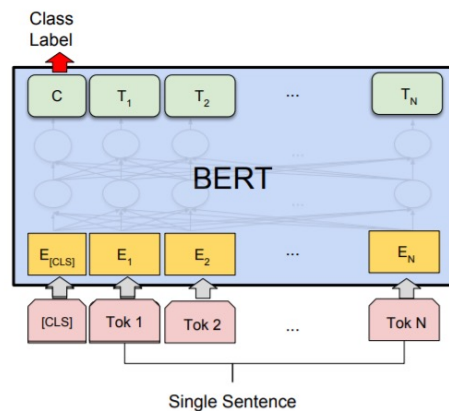 Class
Label
C T1 T2 ... TN
...
BERT
...
E[CLS] E1 E2 ... EN
[CLS] Tok 1 Tok 2 ... Tok N
Single Sentence